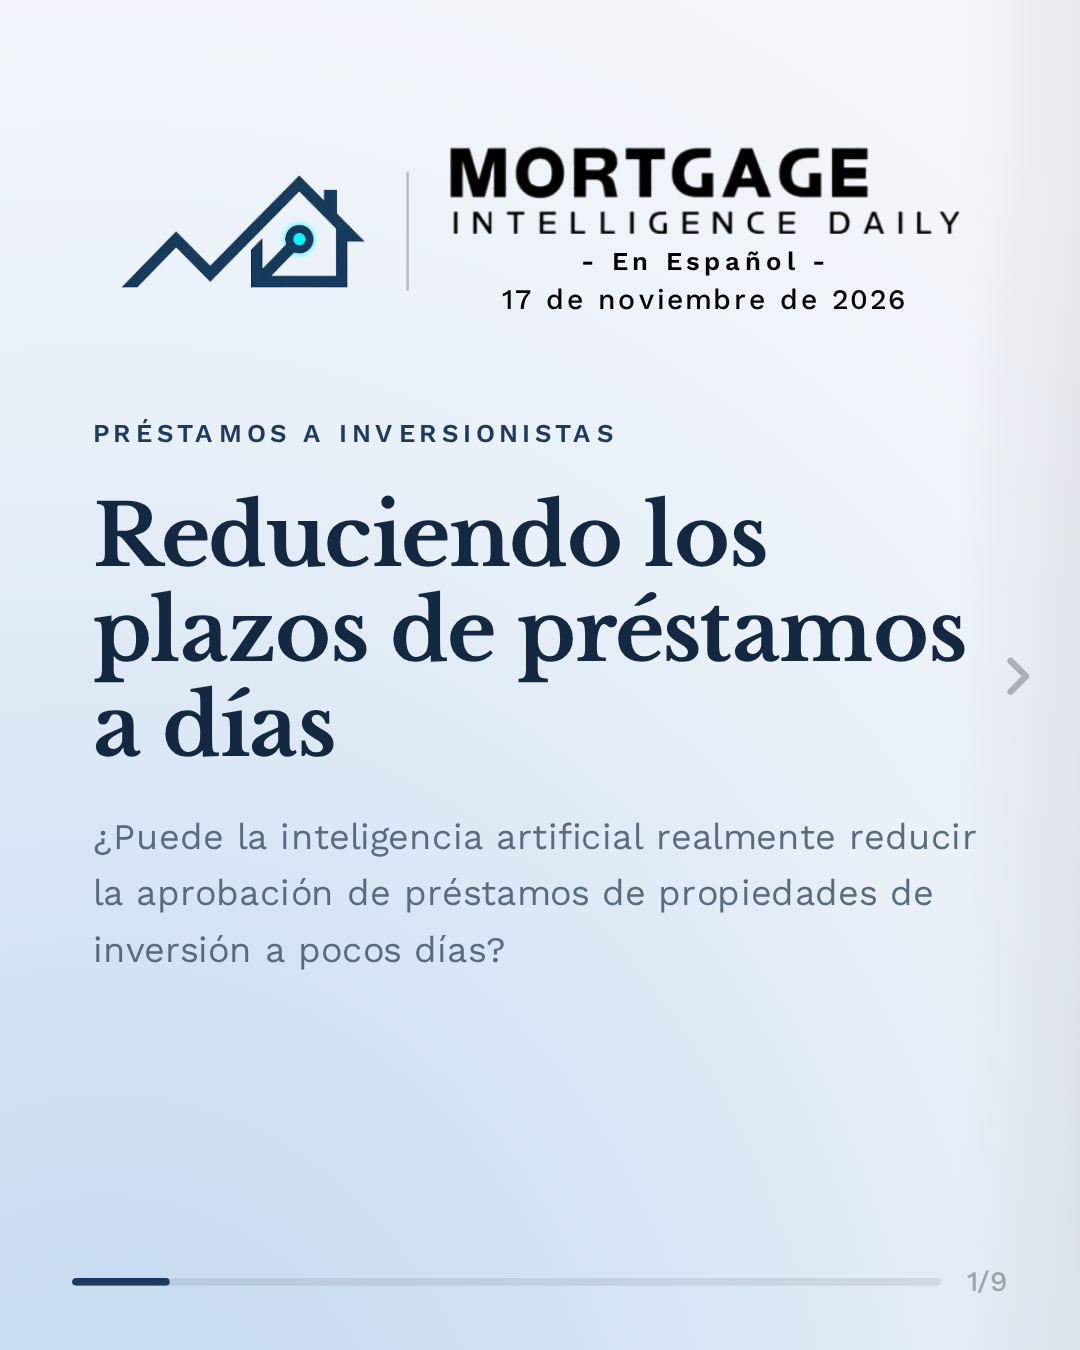 MORTGAGE
INTELLIGENCE DAILY
- En Español -
17 de noviembre de 2026
PRÉSTAMOS A INVERSIONISTAS
Reduciendo los
plazos de préstamos
a días
¿Puede la inteligencia artificial realmente reducir
la aprobación de préstamos de propiedades de
inversión a pocos días?
1/9